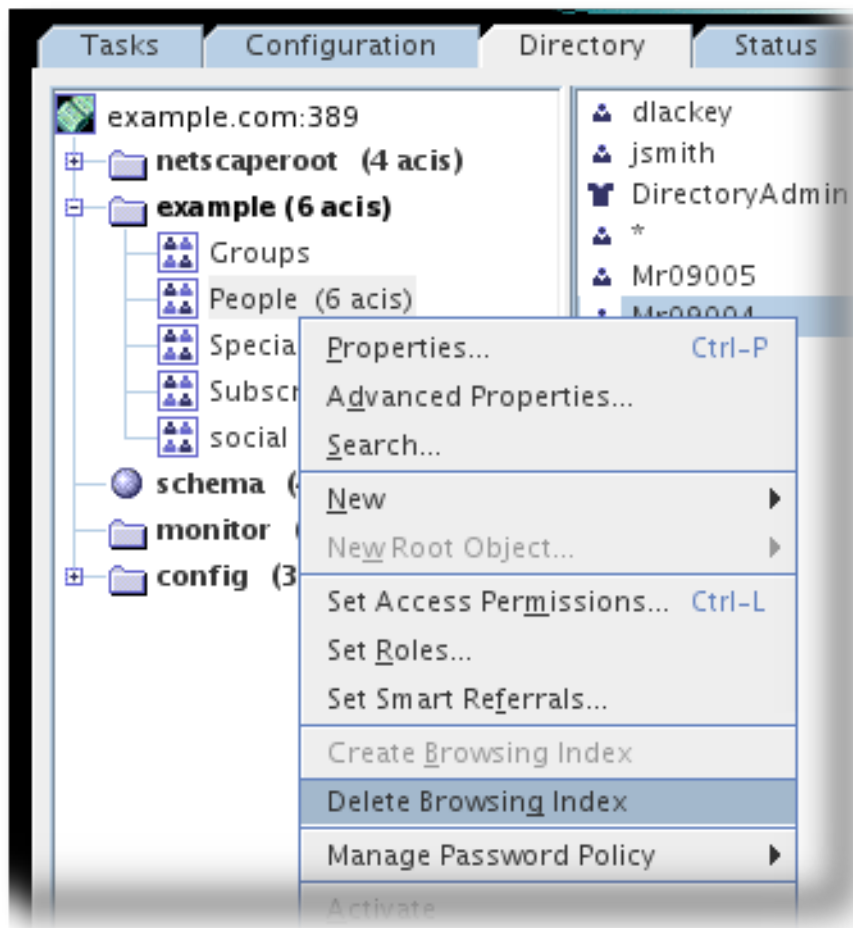 Tasks Configuration Directory Status
example.com:389
netscaperoot (4 acis)
example (6 acis)
Groups
People (6 acis)
Specia
Subscr
social
schema (
monitor (
config (3
dlackey
jsmith
DirectoryAdmin
*
Mr09005
Mr09004
Properties... Ctrl-P
Advanced Properties...
Search...
New
New Root Object...
Set Access Permissions... Ctrl-L
Set Roles...
Set Smart Referrals...
Create Browsing Index
Delete Browsing Index
Manage Password Policy
Activate